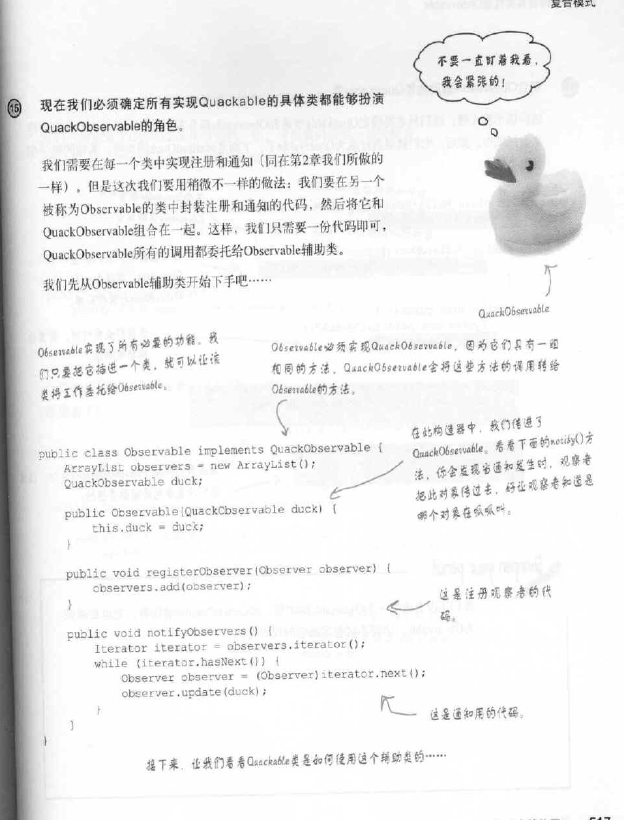 复合模式
不要一直盯着我看，
我会紧张的！
15 现在我们必须确定所有实现Quackable的具体类都能够扮演
QuackObservable的角色。
我们需要在每一个类中实现注册和通知（同在第2章我们所做的
一样）。但是这次我们要用稍微不一样的做法：我们要在另一个
被称为Observable的类中封装注册和通知的代码，然后将它和
QuackObservable组合在一起。这样，我们只需要一份代码即可，
QuackObservable所有的调用都委托给Observable辅助类。
我们先从Observable辅助类开始下手吧……
QuackObservable
Observable实现了所有必要的功能。我
们只要把它插进一个类，就可以让该
类将工作委托给Observable。
Observable必须实现QuackObservable，因为它们具有一组
相同的方法，QuackObservable会将这些方法的调用转给
Observable的方法。
在此构造器中，我们传进了
QuackObservable。看看下面的notify()方
法，你会发现当通知发生时，观察者
把此对象传过去，好让观察者知道是
哪个对象在呱呱叫。
public class Observable implements QuackObservable {
ArrayList observers = new ArrayList();
QuackObservable duck;
public Observable(QuackObservable duck) {
this.duck = duck;
}
public void registerObserver(Observer observer) {
observers.add(observer);
}
这是注册观察者的代
码。
public void notifyObservers() {
Iterator iterator = observers.iterator();
while (iterator.hasNext()) {
Observer observer = (Observer)iterator.next();
observer.update(duck);
}
}
}
这是通知用的代码。
接下来，让我们看看Quackable类是如何使用这个辅助类的……
517